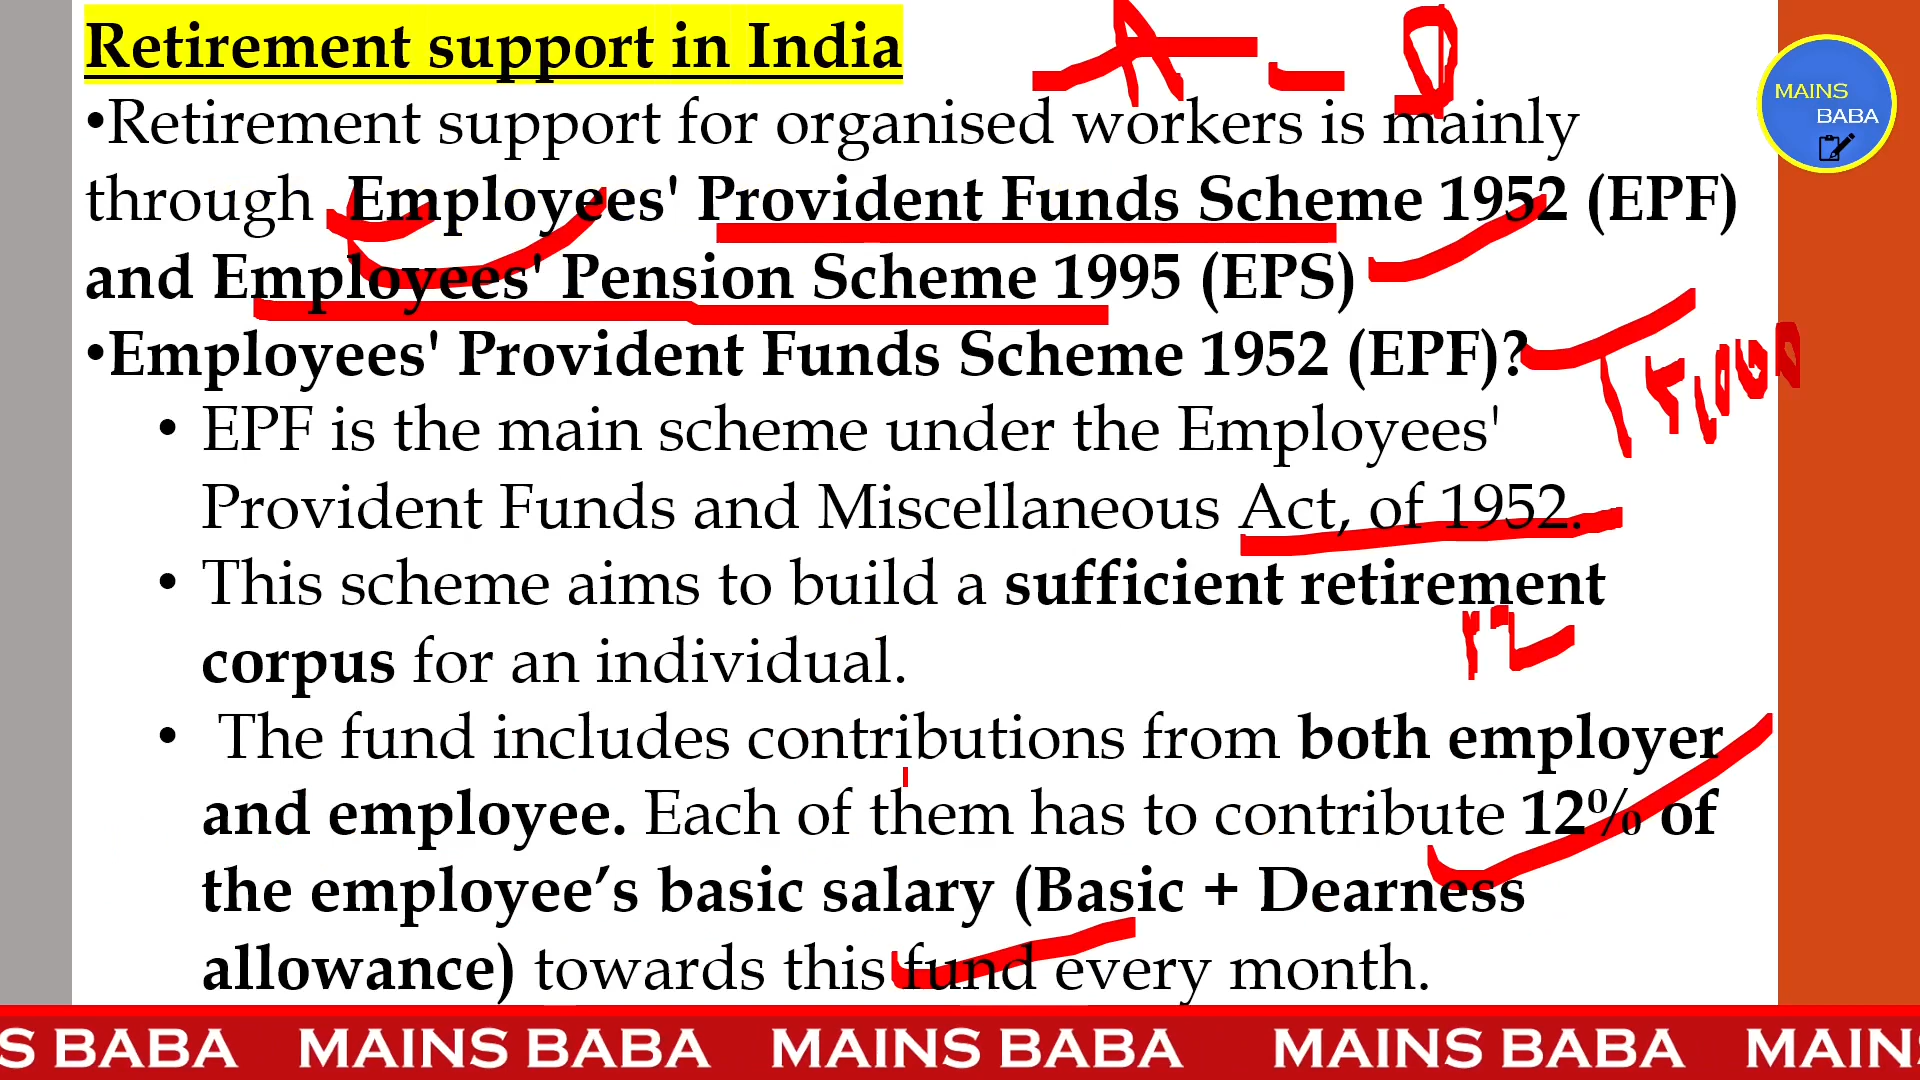 Retirement support in India
•Retirement support for organised workers is mainly
through Employees' Provident Funds Scheme 1952 (EPF)
and Employees' Pension Scheme 1995 (EPS)
•Employees' Provident Funds Scheme 1952 (EPF)?
• EPF is the main scheme under the Employees'
Provident Funds and Miscellaneous Act, of 1952.
• This scheme aims to build a sufficient retirement
corpus for an individual.
• The fund includes contributions from both employer
and employee. Each of them has to contribute 12% of
the employee’s basic salary (Basic + Dearness
allowance) towards this fund every month.
MAINS
BABA
S BABA MAINS BABA MAINS BABA MAINS BABA MAIN